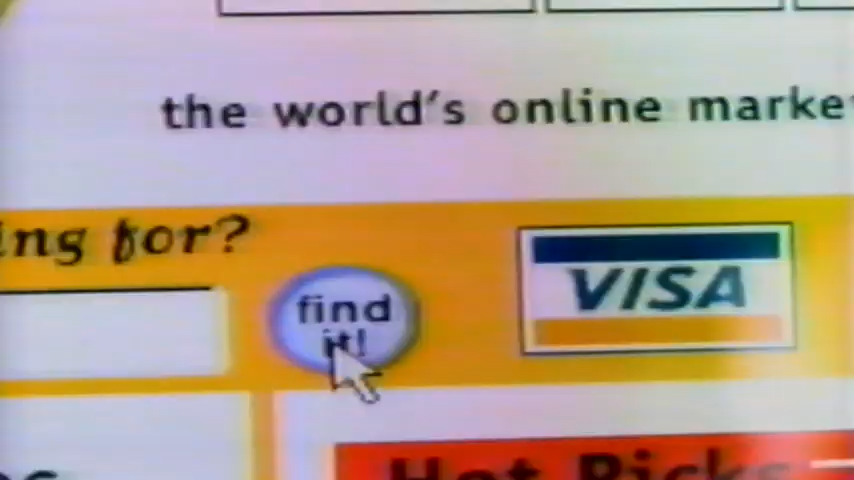 the world's online marke
ing for?
find
it!
VISA
Hot Picks